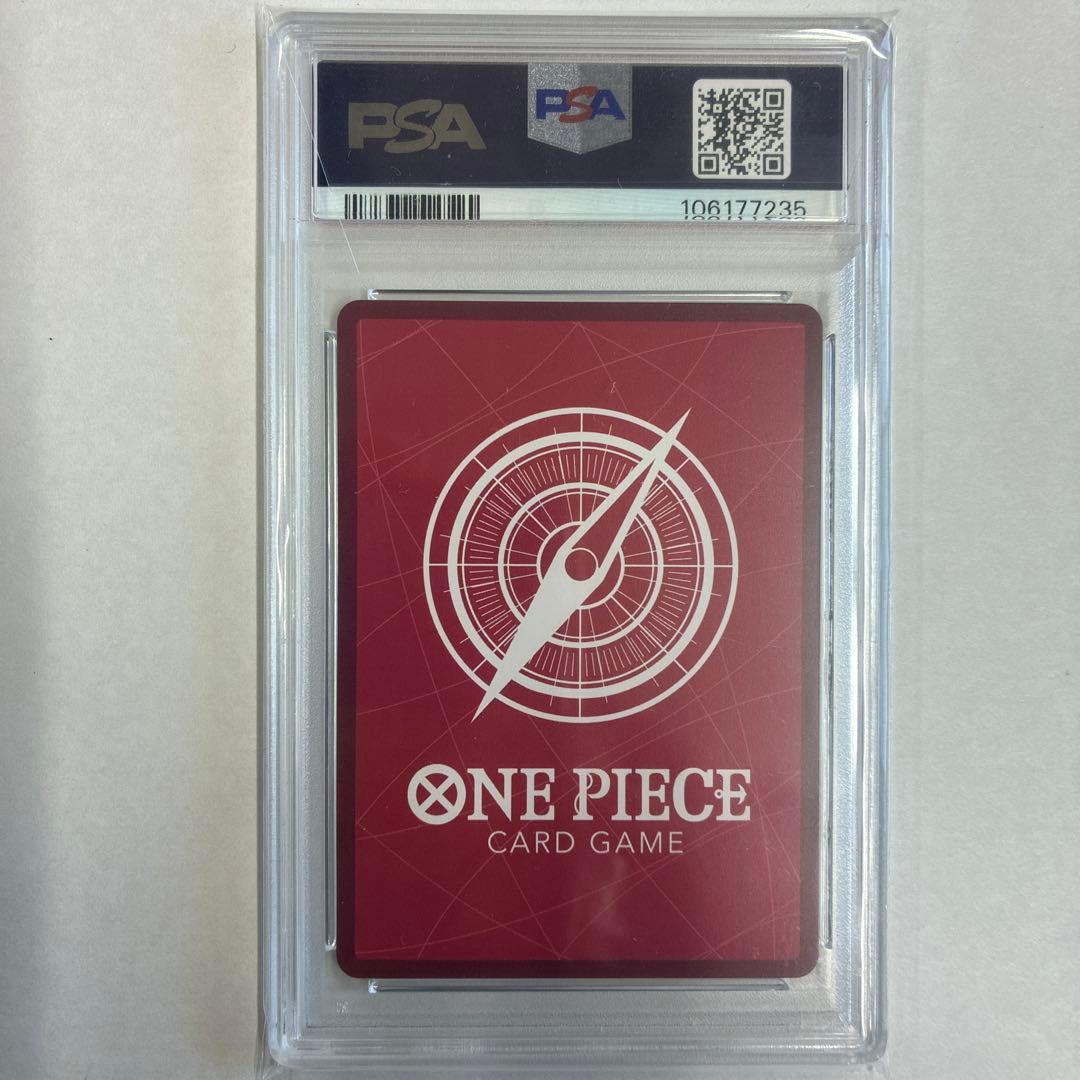 PSA PSA
106177235
ONE PIECE
CARD GAME